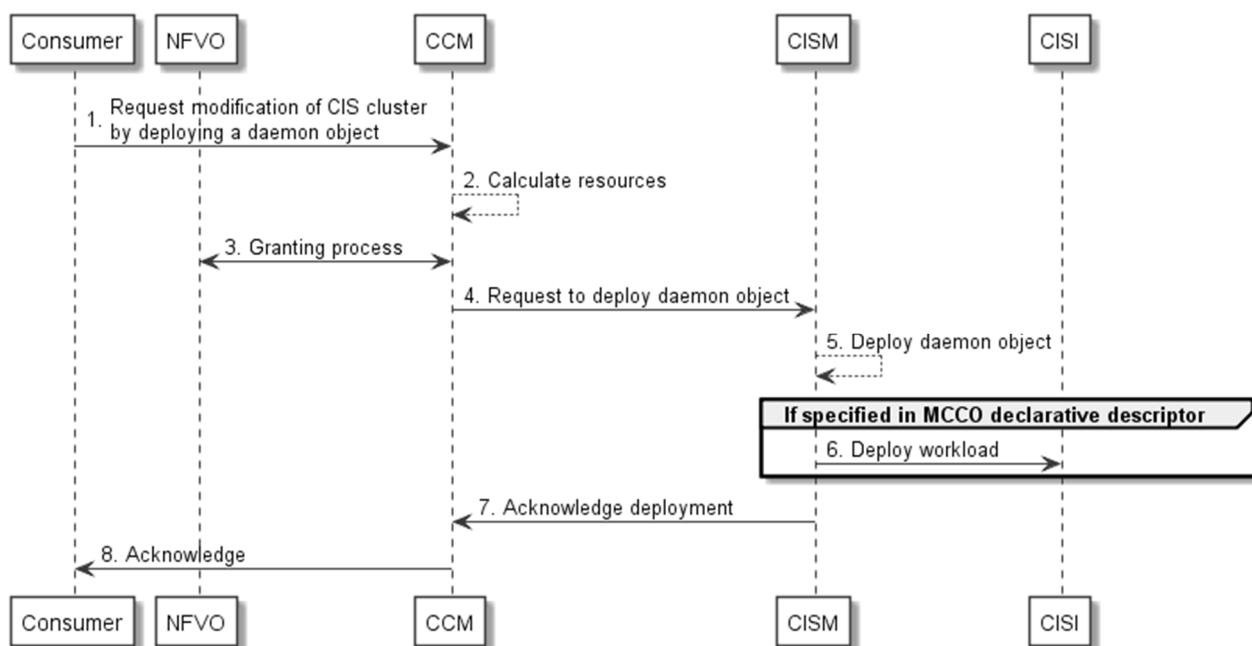 Consumer NFVO CCM CISM CISI
1. Request modification of CIS cluster
by deploying a daemon object
2. Calculate resources
3. Granting process
4. Request to deploy daemon object
5. Deploy daemon object
If specified in MCCO declarative descriptor
6. Deploy workload
7. Acknowledge deployment
8. Acknowledge
Consumer NFVO CCM CISM CISI